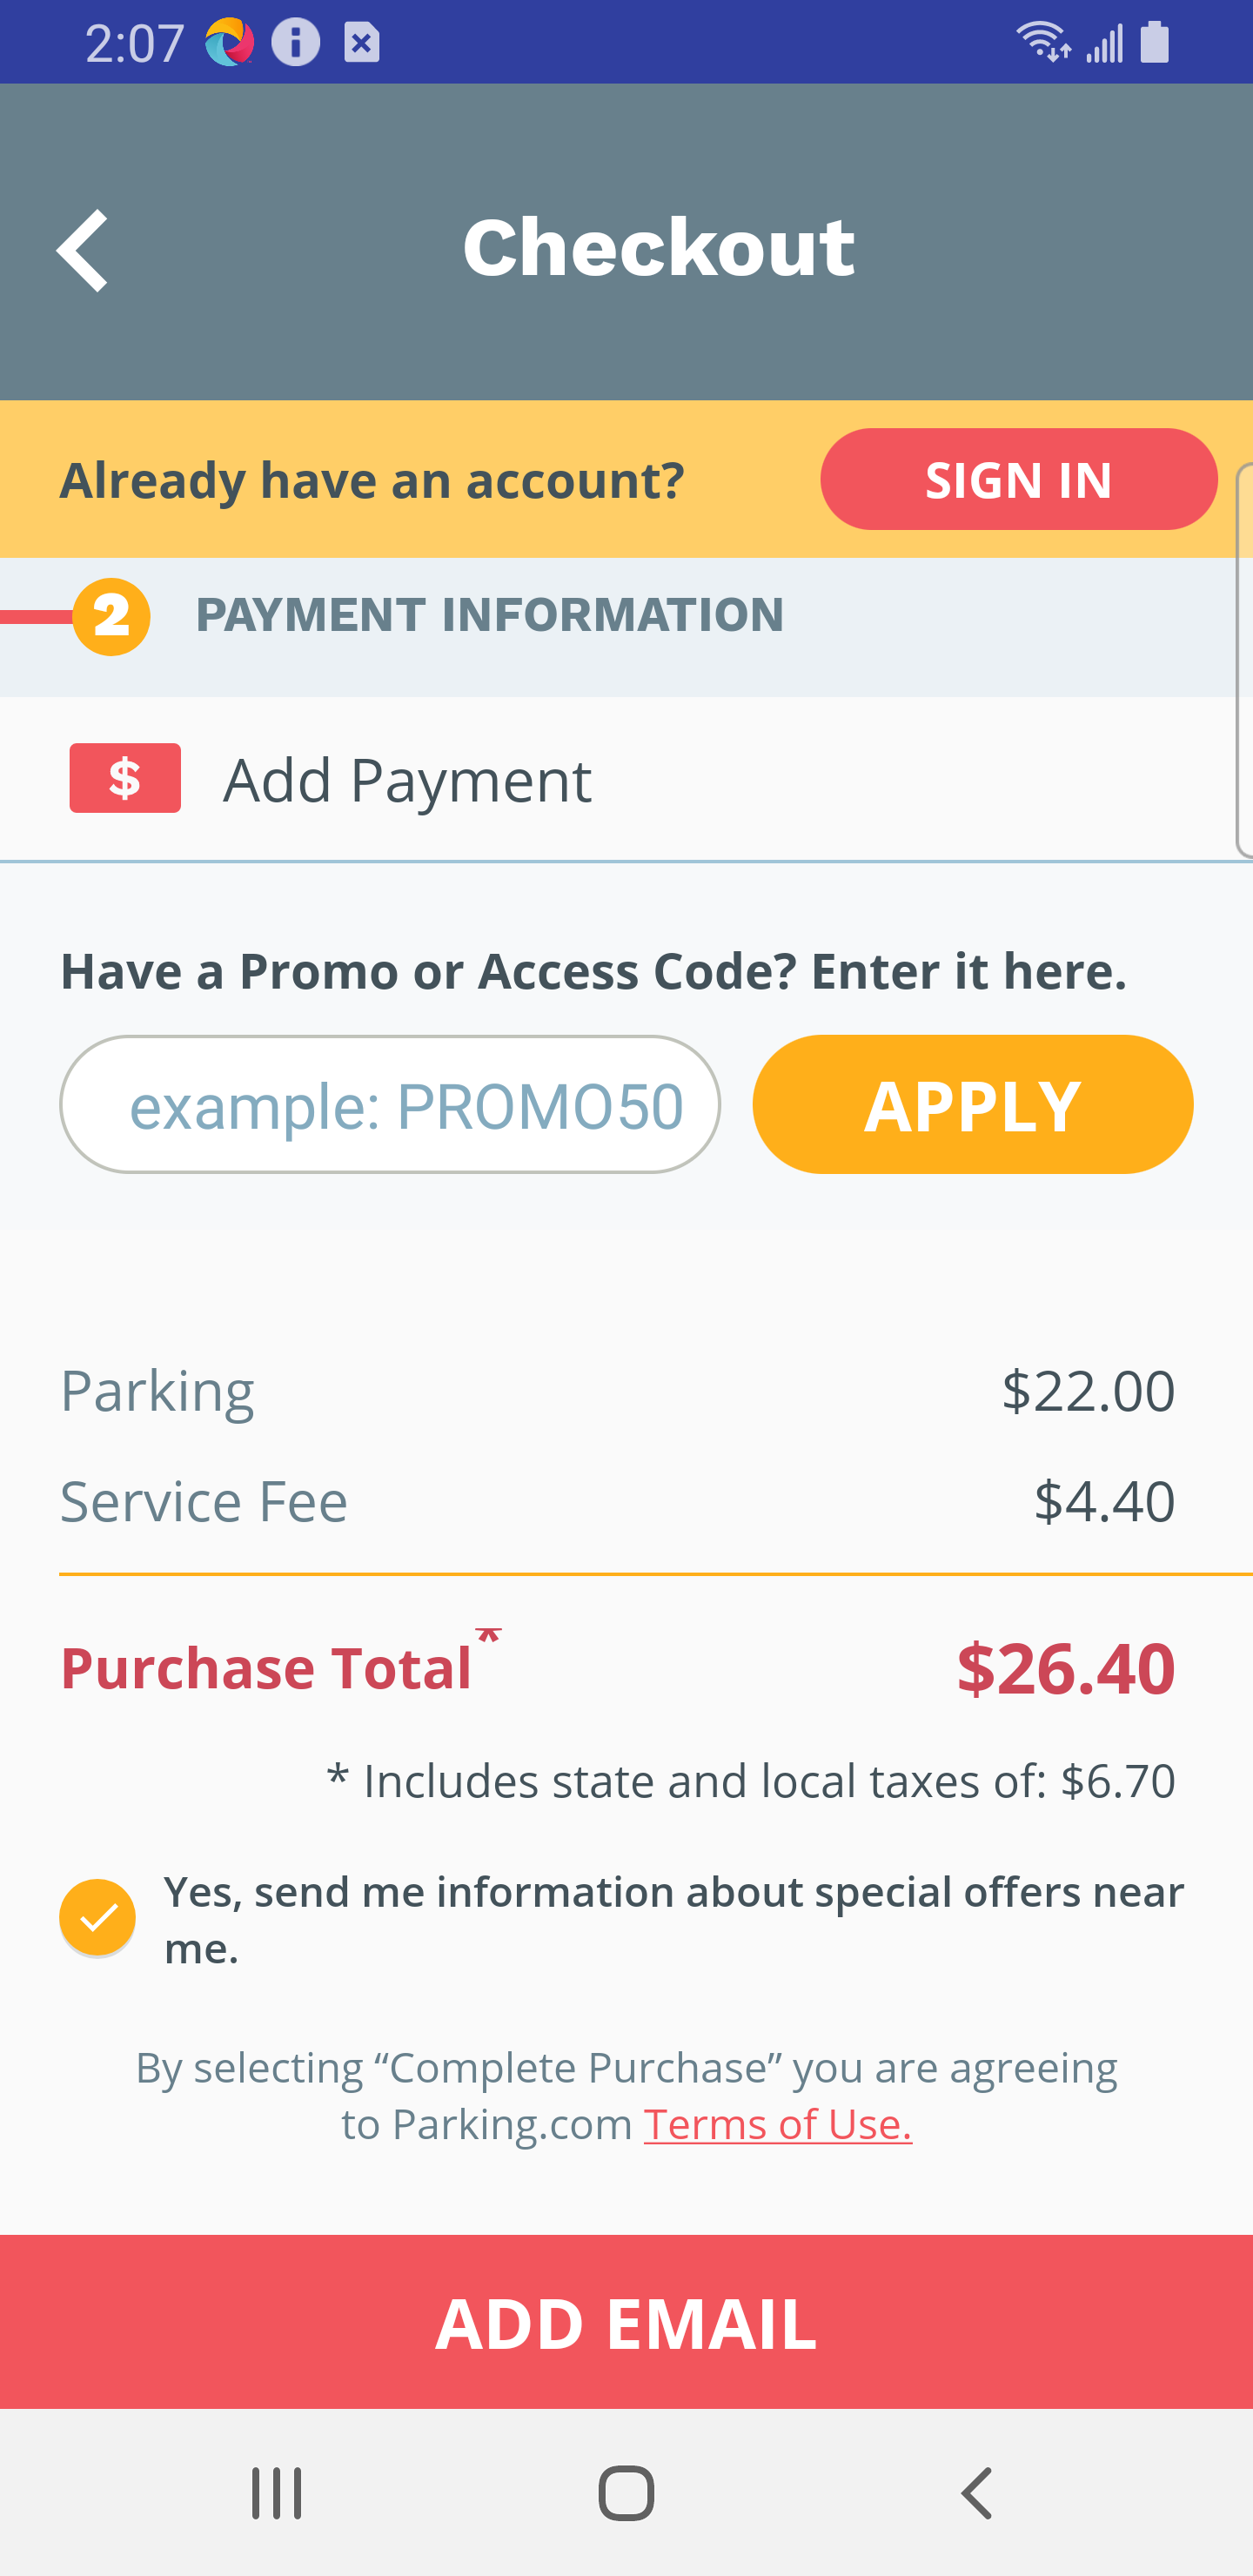 2:07
Checkout
Already have an account?
SIGN IN
2 PAYMENT INFORMATION
$ Add Payment
Have a Promo or Access Code? Enter it here.
example: PROMO50
APPLY
Parking $22.00
Service Fee $4.40
Purchase Total* $26.40
* Includes state and local taxes of: $6.70
Yes, send me information about special offers near
me.
By selecting “Complete Purchase” you are agreeing
to Parking.com Terms of Use.
ADD EMAIL